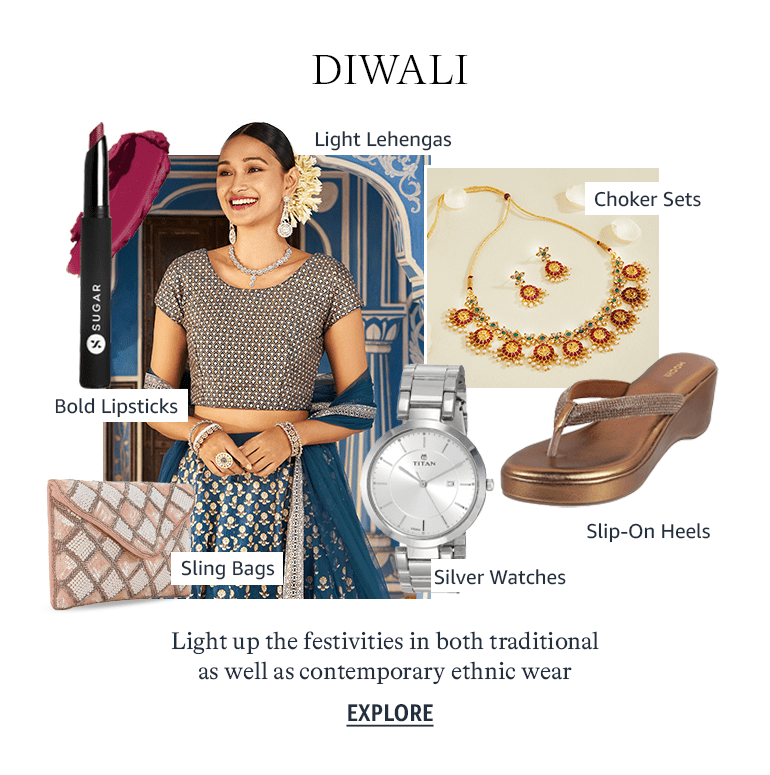 DIWALI
Light Lehengas
Choker Sets
SUGAR
Bold Lipsticks
TITAN
Slip-On Heels
Sling Bags
Silver Watches
Light up the festivities in both traditional
as well as contemporary ethnic wear
EXPLORE